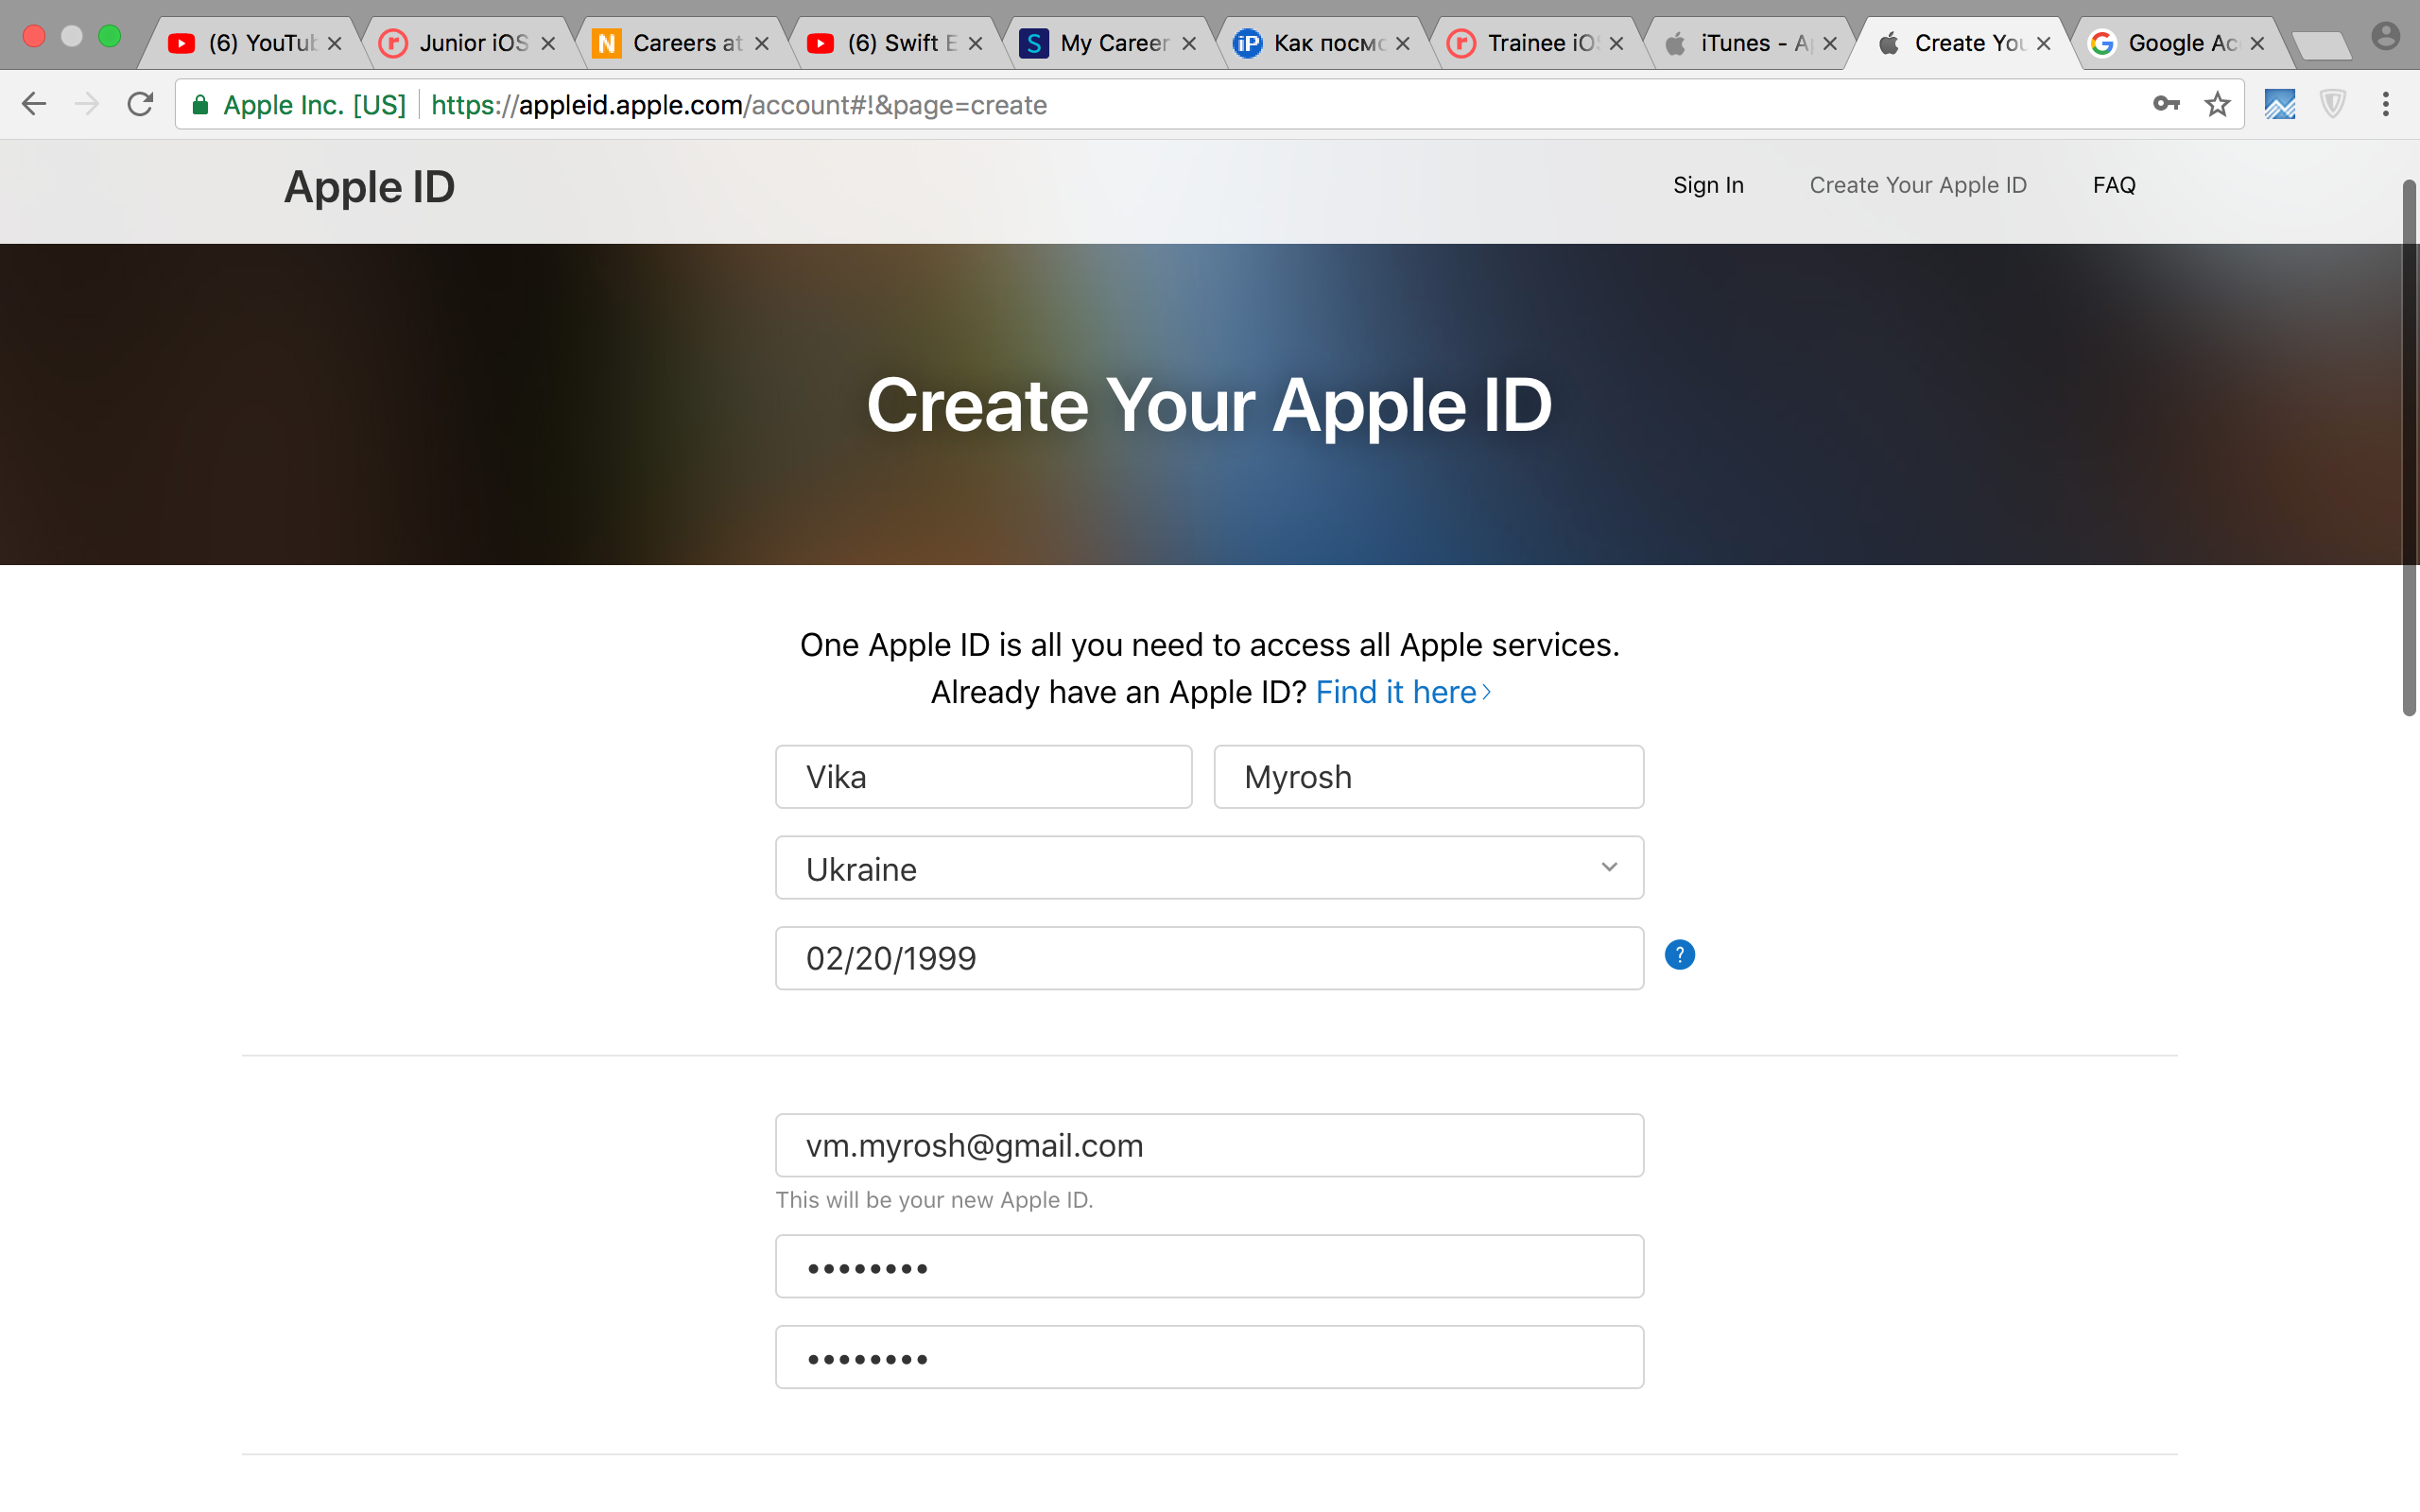 (6) YouTu
Junior iOS
Careers at
(6) Swift E
My Career
Как посмо
Trainee iOS
iTunes - A
Create You
Google Ac
Apple Inc. [US]
https://appleid.apple.com/account#!&page=create
Apple ID
Sign In
Create Your Apple ID
FAQ
Create Your Apple ID
One Apple ID is all you need to access all Apple services.
Already have an Apple ID? Find it here
Vika
Myrosh
Ukraine
02/20/1999
?
vm.myrosh@gmail.com
This will be your new Apple ID.
••••••••
••••••••